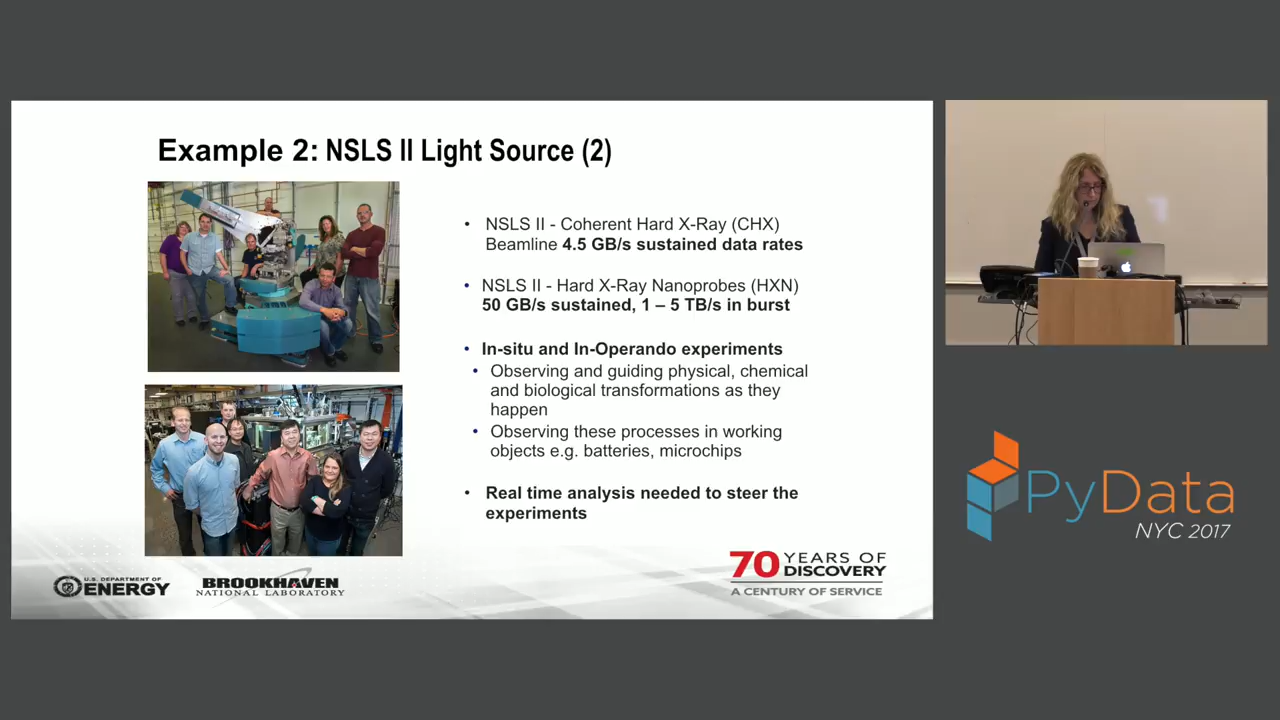 Example 2: NSLS II Light Source (2)
• NSLS II - Coherent Hard X-Ray (CHX)
Beamline 4.5 GB/s sustained data rates
• NSLS II - Hard X-Ray Nanoprobes (HXN)
50 GB/s sustained, 1 – 5 TB/s in burst
• In-situ and In-Operando experiments
• Observing and guiding physical, chemical
and biological transformations as they
happen
• Observing these processes in working
objects e.g. batteries, microchips
• Real time analysis needed to steer the
experiments
U.S. DEPARTMENT OF
ENERGY
BROOKHAVEN
NATIONAL LABORATORY
70 YEARS OF
DISCOVERY
A CENTURY OF SERVICE
PyData
NYC 2017